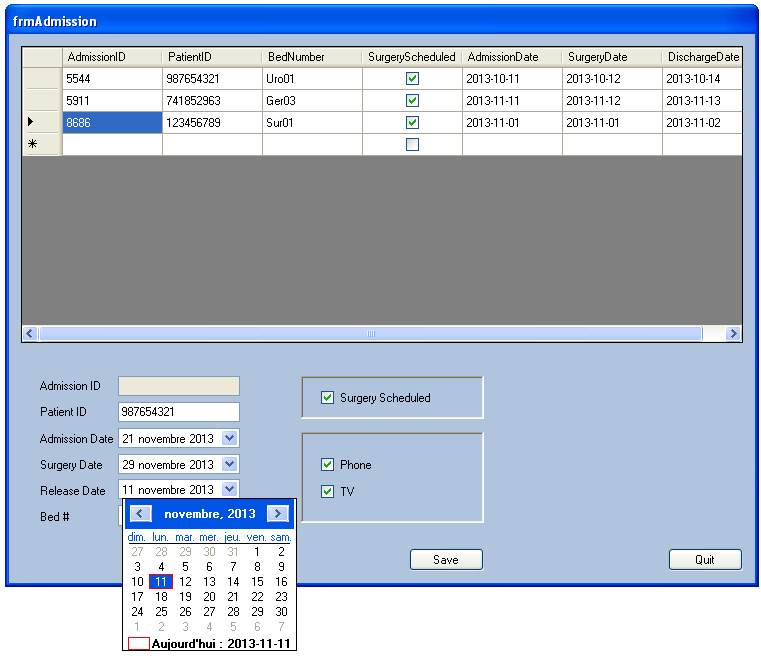 frmAdmission
AdmissionID PatientID BedNumber SurgeryScheduled AdmissionDate SurgeryDate DischargeDate
5544 987654321 Uro01 2013-10-11 2013-10-12 2013-10-14
5911 741852963 Ger03 2013-11-11 2013-11-12 2013-11-13
8686 123456789 Sur01 2013-11-01 2013-11-01 2013-11-02
Admission ID
Patient ID 987654321
Admission Date 21 novembre 2013
Surgery Date 29 novembre 2013
Release Date 11 novembre 2013
Bed #
Surgery Scheduled
Phone
TV
novembre, 2013
dim. lun. mar. mer. jeu. ven. sam.
27 28 29 30 31 1 2
3 4 5 6 7 8 9
10 11 12 13 14 15 16
17 18 19 20 21 22 23
24 25 26 27 28 29 30
1 2 3 4 5 6 7
Aujourd'hui : 2013-11-11
Save
Quit